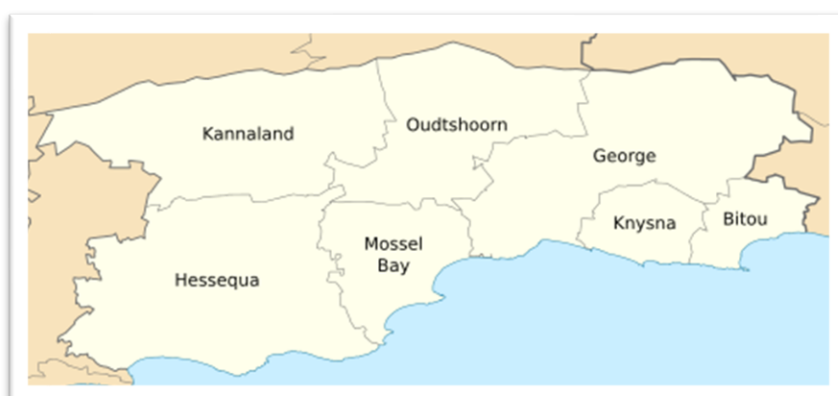 Oudtshoorn
Kannaland
George
Knysna
Bitou
Mossel
Bay
Hessequa